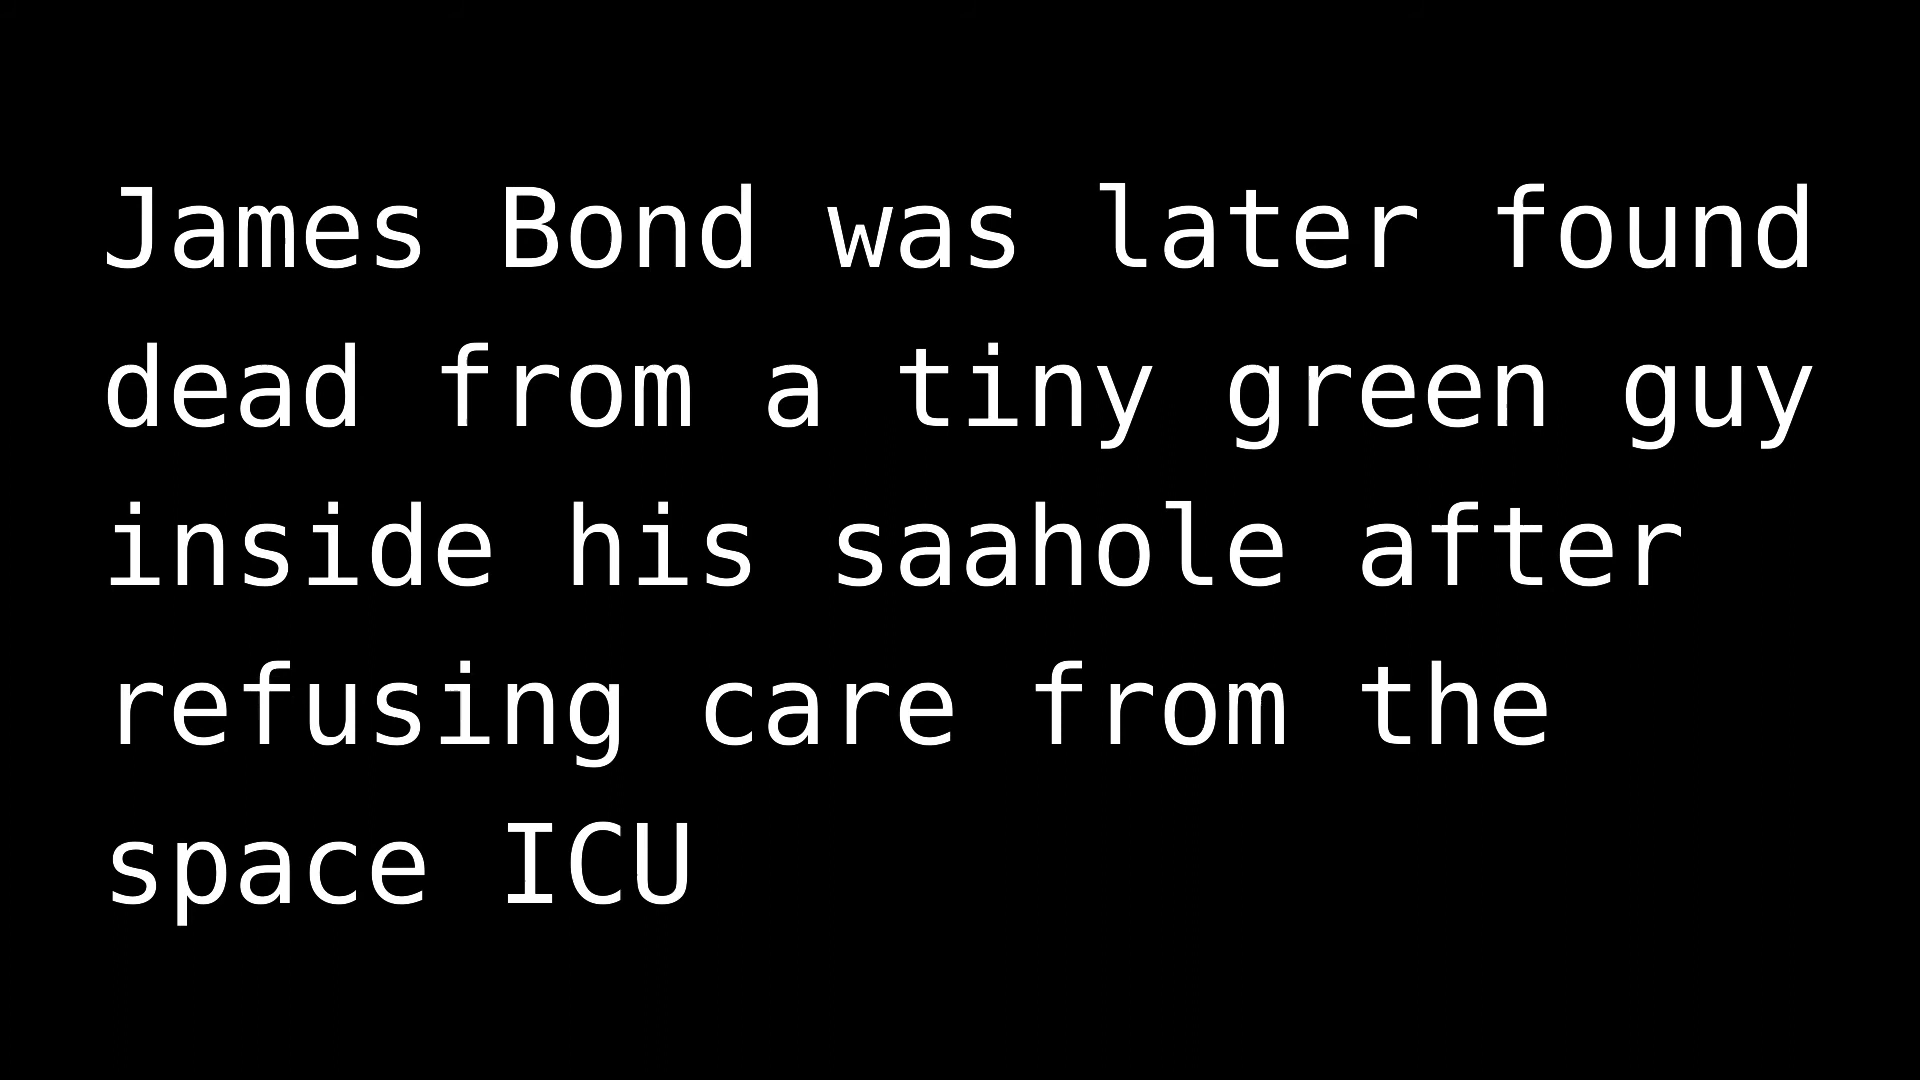 James Bond was later found
dead from a tiny green guy
inside his saahole after
refusing care from the
space ICU